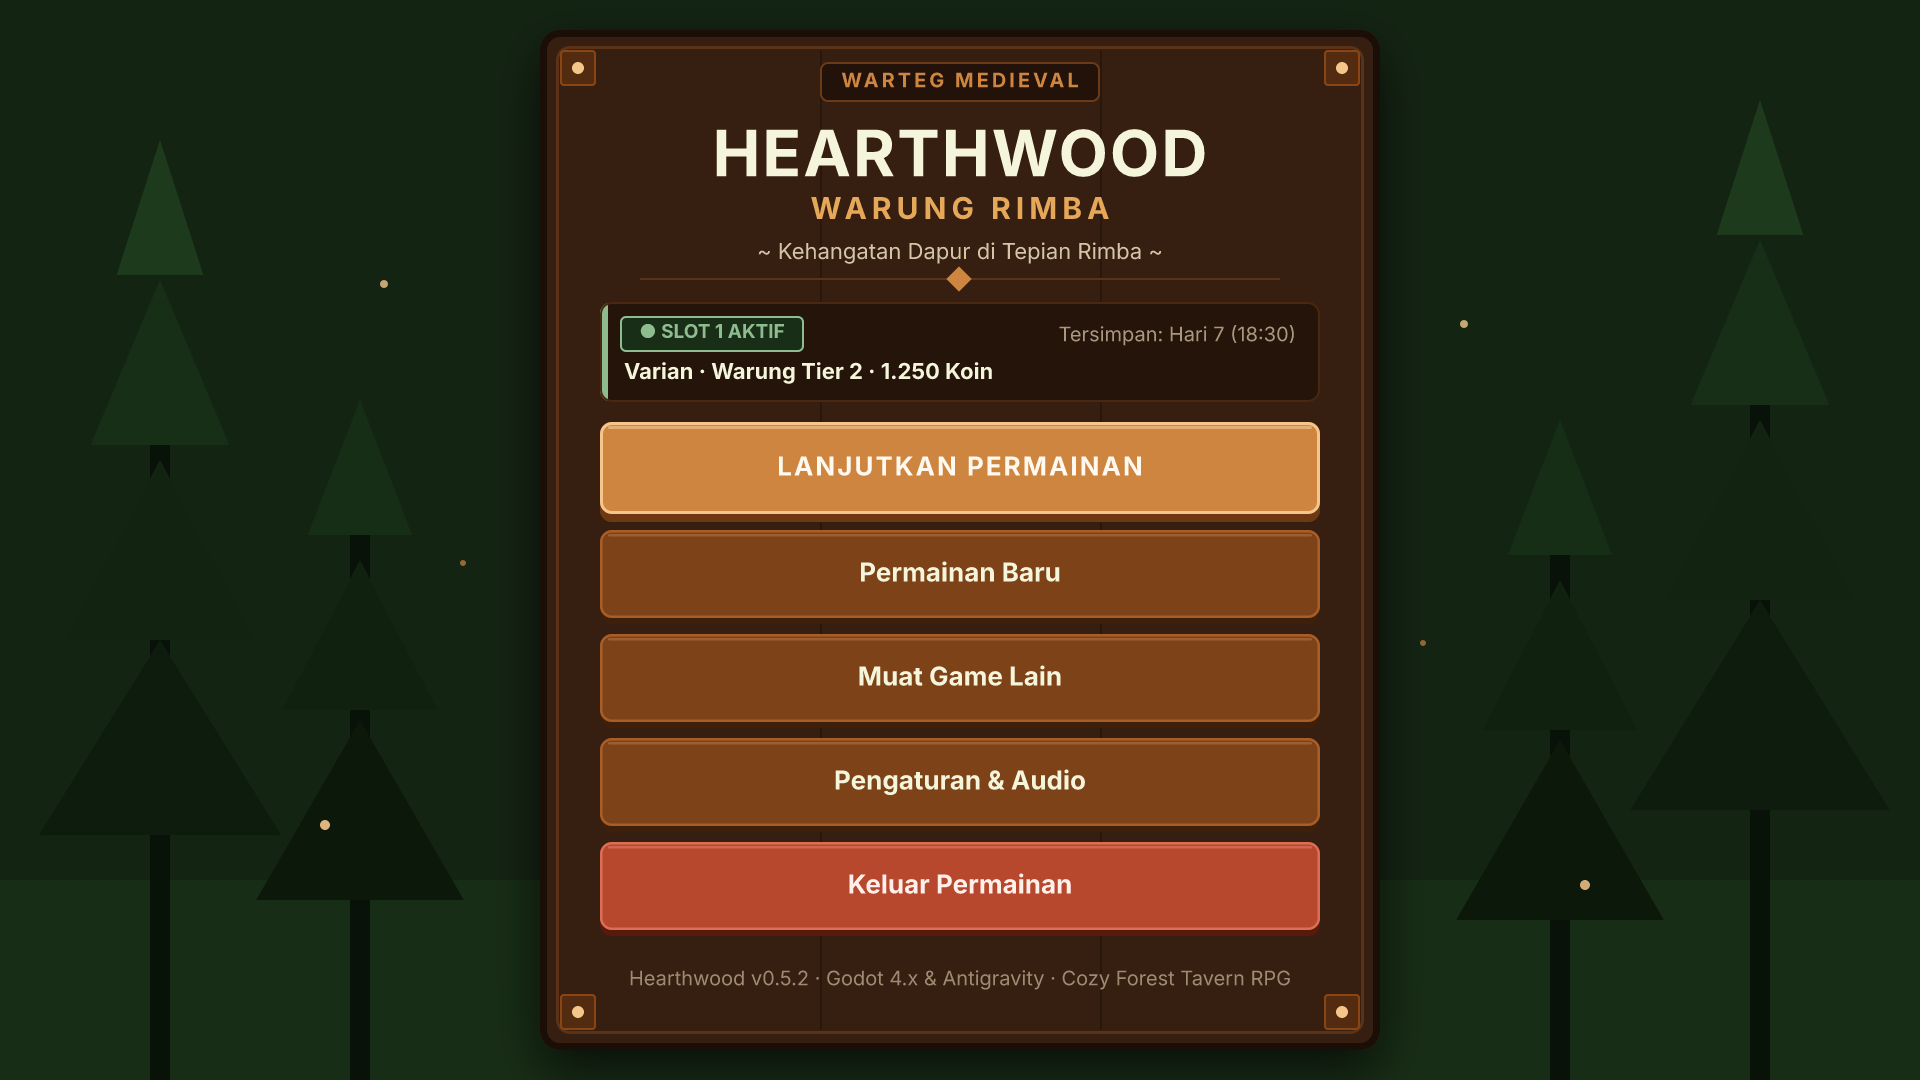 WARTEG MEDIEVAL
HEARTHWOOD
WARUNG RIMBA
~ Kehangatan Dapur di Tepian Rimba ~
● SLOT 1 AKTIF
Tersimpan: Hari 7 (18:30)
Varian · Warung Tier 2 · 1.250 Koin
LANJUTKAN PERMAINAN
Permainan Baru
Muat Game Lain
Pengaturan & Audio
Keluar Permainan
Hearthwood v0.5.2 · Godot 4.x & Antigravity · Cozy Forest Tavern RPG